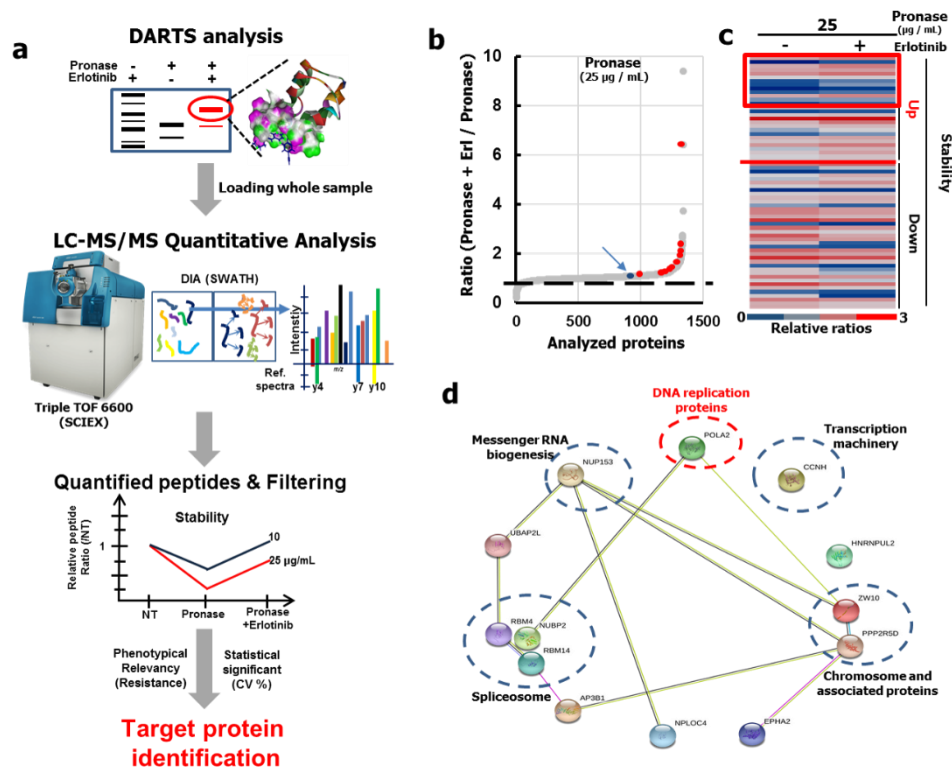 a
DARTS analysis
Pronase - + +
Erlotinib + - +
Loading whole sample
LC-MS/MS Quantitative Analysis
DIA (SWATH)
Intenstiy
m/z
Ref.
spectra
y4
y7
y10
Triple TOF 6600
(SCIEX)
Quantified peptides & Filtering
Stability
Relative peptide
Ratio (/NT)
1
10
25 µg/mL
NT
Pronase
Pronase
+Erlotinib
Phenotypical
Relevancy
(Resistance)
Statistical
significant
(CV %)
Target protein
identification
b
Ratio (Pronase + Erl / Pronase)
10
8
6
4
2
0
Pronase
(25 µg / mL)
0
500
1000
1500
Analyzed proteins
c
25
Pronase
(µg / mL)
- +
Erlotinib
Up
Down
Stability
0
3
Relative ratios
d
DNA replication
proteins
Messenger RNA
biogenesis
Transcription
machinery
POLA2
NUP153
CCNH
UBAP2L
HNRNPUL2
ZW10
RBM4
NUBP2
PPP2R5D
RBM14
Spliceosome
Chromosome and
associated proteins
AP3B1
NPLOC4
EPHA2